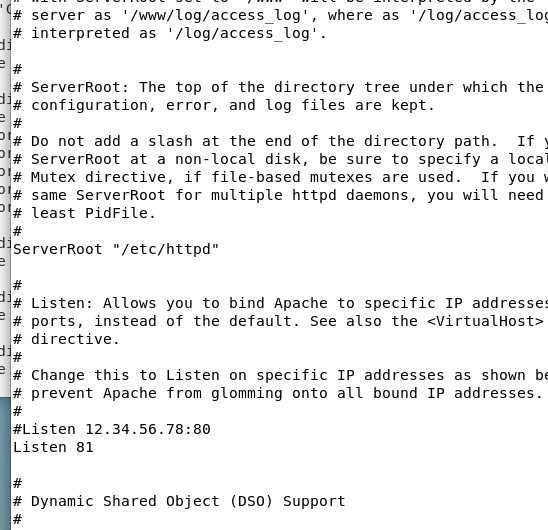 # with ServerRoot set to '/www' will be interpreted by the
# server as '/www/log/access_log', where as '/log/access_log
# interpreted as '/log/access_log'.
#
# ServerRoot: The top of the directory tree under which the
# configuration, error, and log files are kept.
#
# Do not add a slash at the end of the directory path.  If y
# ServerRoot at a non-local disk, be sure to specify a local
# Mutex directive, if file-based mutexes are used.  If you w
# same ServerRoot for multiple httpd daemons, you will need
# least PidFile.
#
ServerRoot "/etc/httpd"
#
# Listen: Allows you to bind Apache to specific IP addresses
# ports, instead of the default. See also the <VirtualHost>
# directive.
#
# Change this to Listen on specific IP addresses as shown be
# prevent Apache from glomming onto all bound IP addresses.
#
#Listen 12.34.56.78:80
Listen 81
#
# Dynamic Shared Object (DSO) Support
#